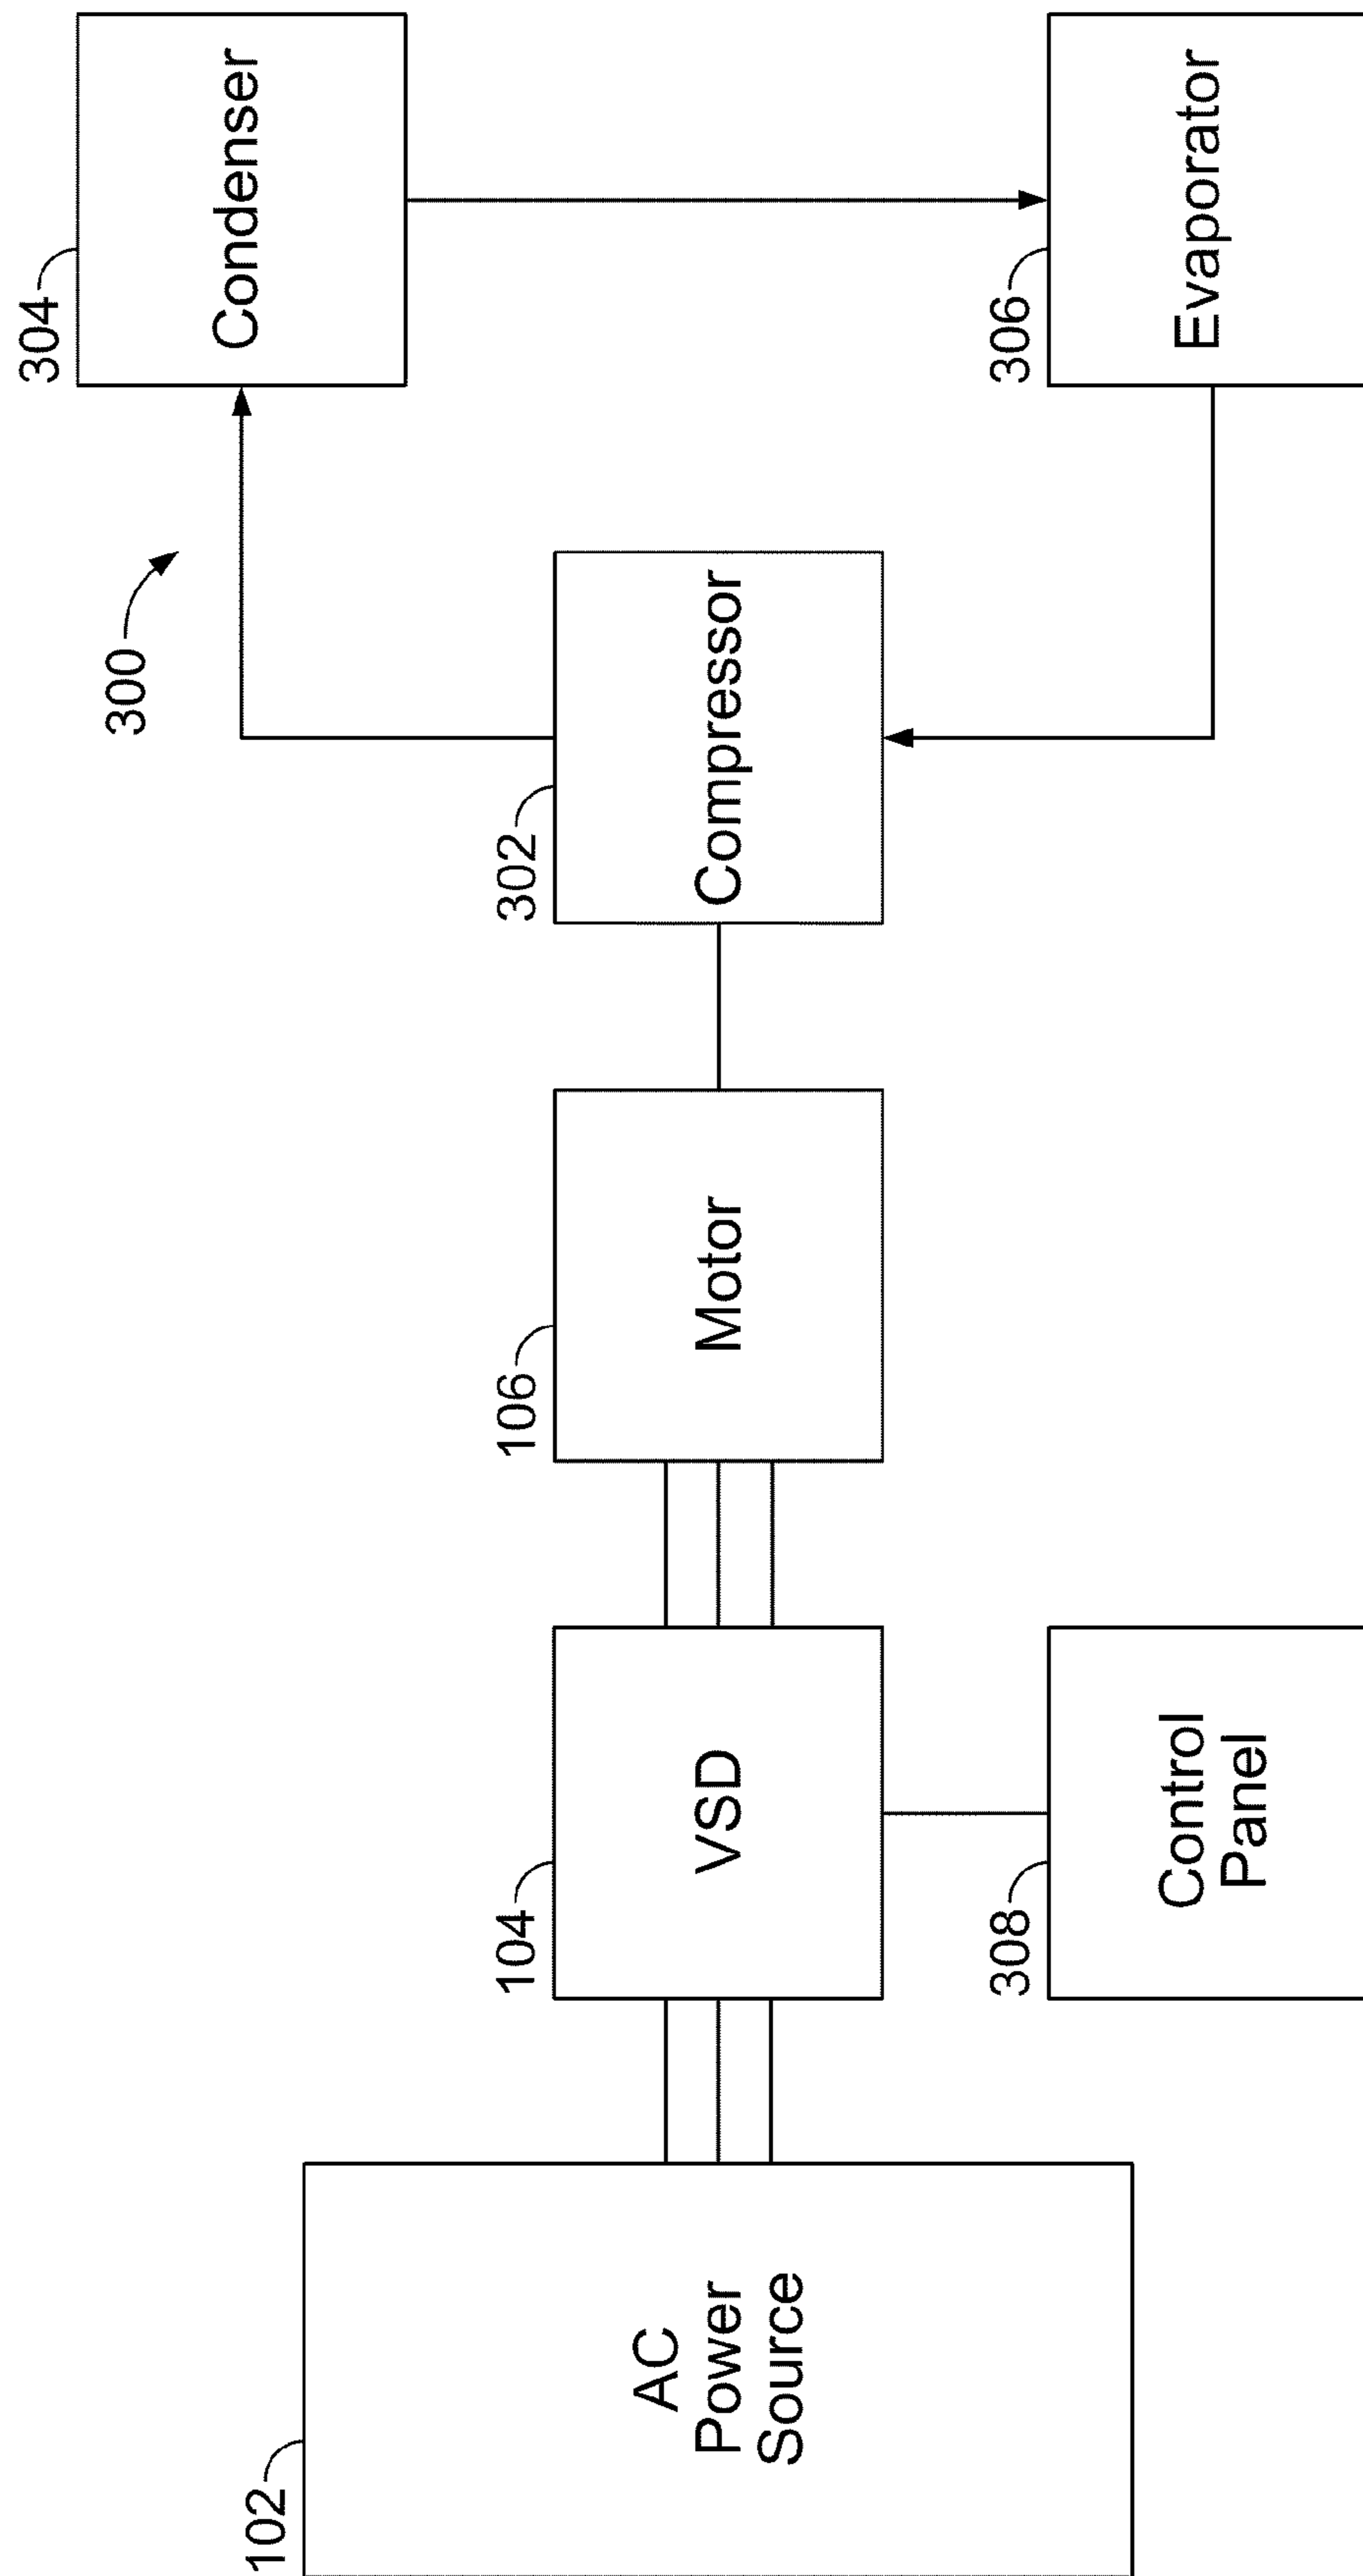 300
304
Condenser
302
Compressor
306
Evaporator
106
Motor
104
VSD
308
Control
Panel
102
AC
Power
Source